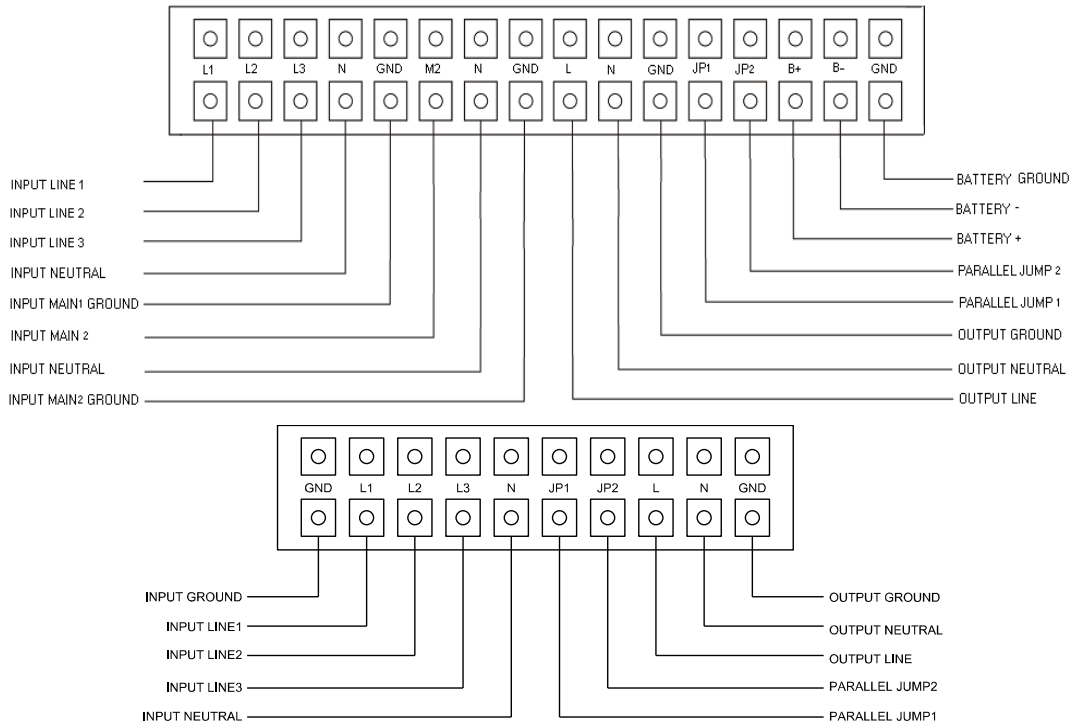 L1 L2 L3 N GND M2 N GND L N GND JP1 JP2 B+ B- GND
INPUT LINE 1
INPUT LINE 2
INPUT LINE 3
INPUT NEUTRAL
INPUT MAIN1 GROUND
INPUT MAIN 2
INPUT NEUTRAL
INPUT MAIN2 GROUND
BATTERY GROUND
BATTERY -
BATTERY +
PARALLEL JUMP 2
PARALLEL JUMP 1
OUTPUT GROUND
OUTPUT NEUTRAL
OUTPUT LINE
GND L1 L2 L3 N JP1 JP2 L N GND
INPUT GROUND
INPUT LINE1
INPUT LINE2
INPUT LINE3
INPUT NEUTRAL
OUTPUT GROUND
OUTPUT NEUTRAL
OUTPUT LINE
PARALLEL JUMP2
PARALLEL JUMP1